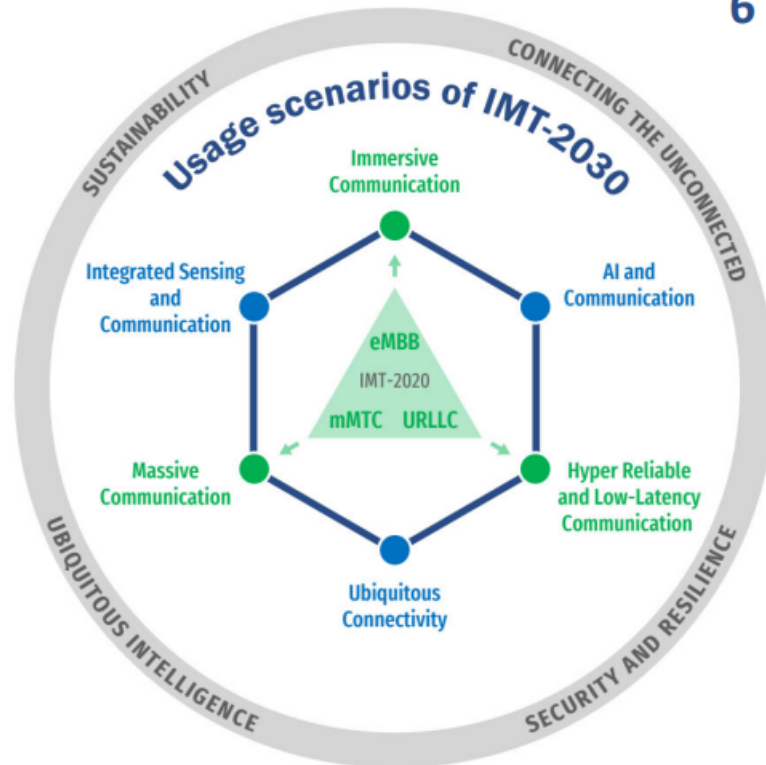 6
SUSTAINABILITY
CONNECTING THE UNCONNECTED
Usage scenarios of IMT-2030
Immersive
Communication
Integrated Sensing
and
Communication
AI and
Communication
eMBB
IMT-2020
mMTC URLLC
Massive
Communication
Hyper Reliable
and Low-Latency
Communication
Ubiquitous
Connectivity
UBIQUITOUS INTELLIGENCE
SECURITY AND RESILIENCE